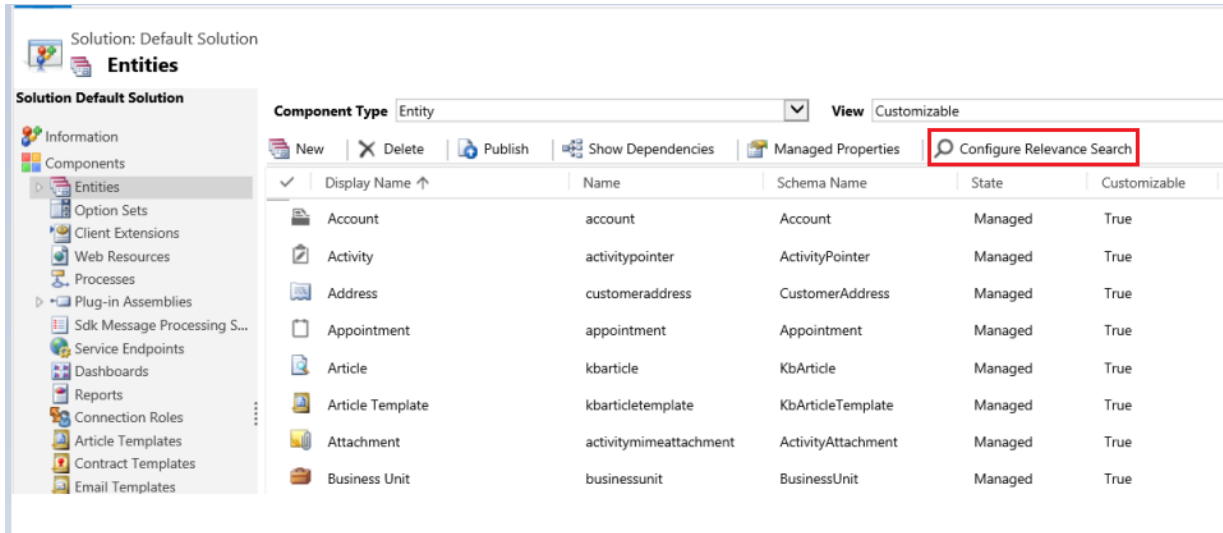 Solution: Default Solution
Entities
Solution Default Solution
Information
Components
Entities
Option Sets
Client Extensions
Web Resources
Processes
Plug-in Assemblies
Sdk Message Processing S...
Service Endpoints
Dashboards
Reports
Connection Roles
Article Templates
Contract Templates
Email Templates
Component Type Entity View Customizable
New Delete Publish Show Dependencies Managed Properties Configure Relevance Search
Display Name ↑ Name Schema Name State Customizable
Account account Account Managed True
Activity activitypointer ActivityPointer Managed True
Address customeraddress CustomerAddress Managed True
Appointment appointment Appointment Managed True
Article kbarticle KbArticle Managed True
Article Template kbarticletemplate KbArticleTemplate Managed True
Attachment activitymimeattachment ActivityAttachment Managed True
Business Unit businessunit BusinessUnit Managed True